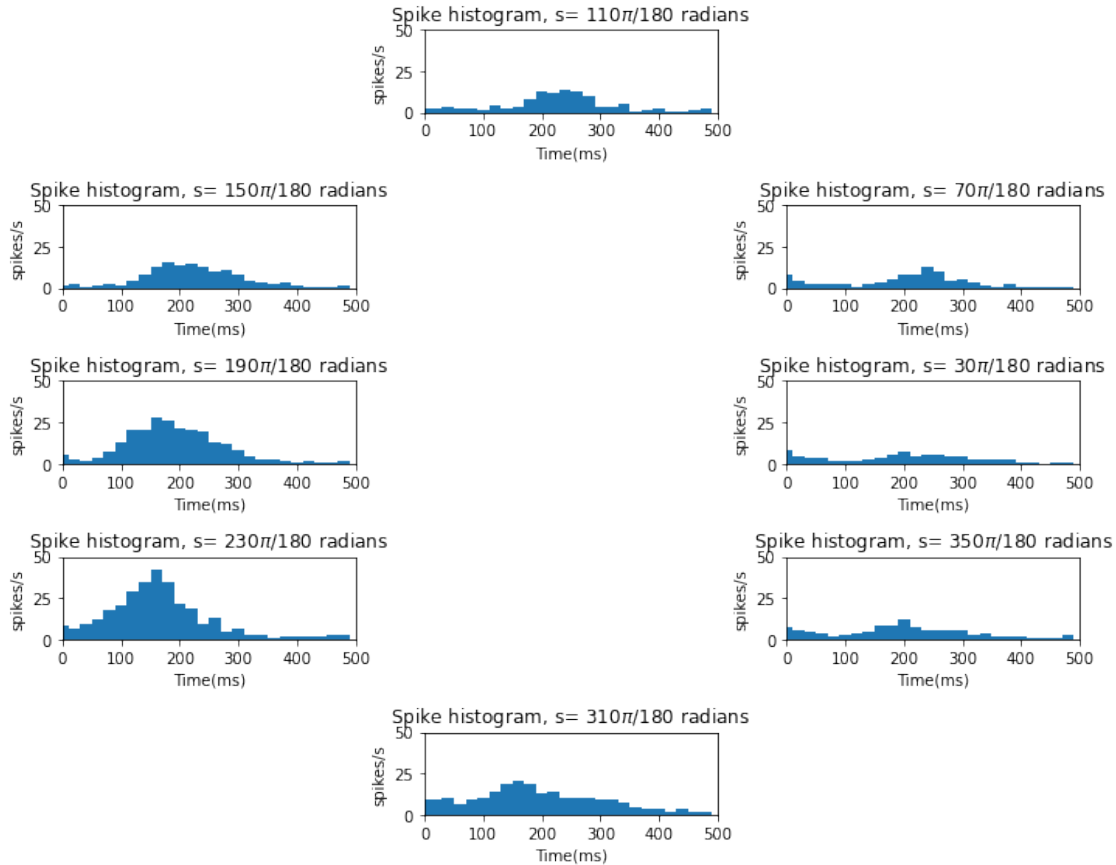 Spike histogram, s= 110π/180 radians
50
25
0
spikes/s
0 100 200 300 400 500
Time(ms)
Spike histogram, s= 150π/180 radians
50
25
0
spikes/s
0 100 200 300 400 500
Time(ms)
Spike histogram, s= 70π/180 radians
50
25
0
spikes/s
0 100 200 300 400 500
Time(ms)
Spike histogram, s= 190π/180 radians
50
25
0
spikes/s
0 100 200 300 400 500
Time(ms)
Spike histogram, s= 30π/180 radians
50
25
0
spikes/s
0 100 200 300 400 500
Time(ms)
Spike histogram, s= 230π/180 radians
50
25
0
spikes/s
0 100 200 300 400 500
Time(ms)
Spike histogram, s= 350π/180 radians
50
25
0
spikes/s
0 100 200 300 400 500
Time(ms)
Spike histogram, s= 310π/180 radians
50
25
0
spikes/s
0 100 200 300 400 500
Time(ms)